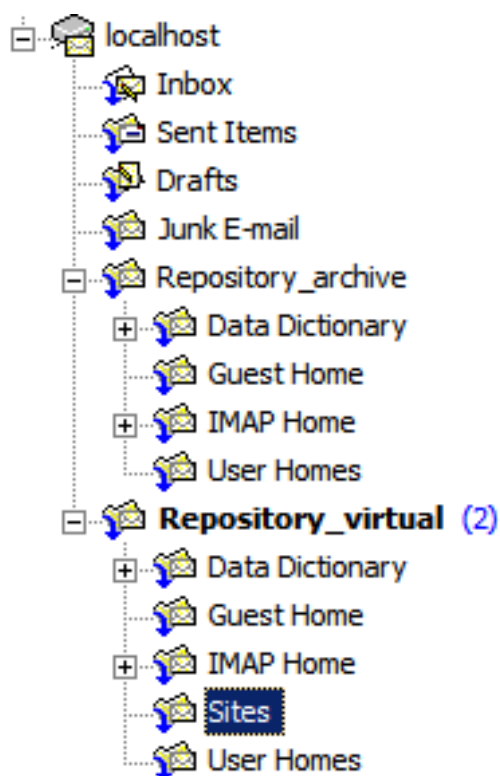 localhost
Inbox
Sent Items
Drafts
Junk E-mail
Repository_archive
Data Dictionary
Guest Home
IMAP Home
User Homes
Repository_virtual (2)
Data Dictionary
Guest Home
IMAP Home
Sites
User Homes